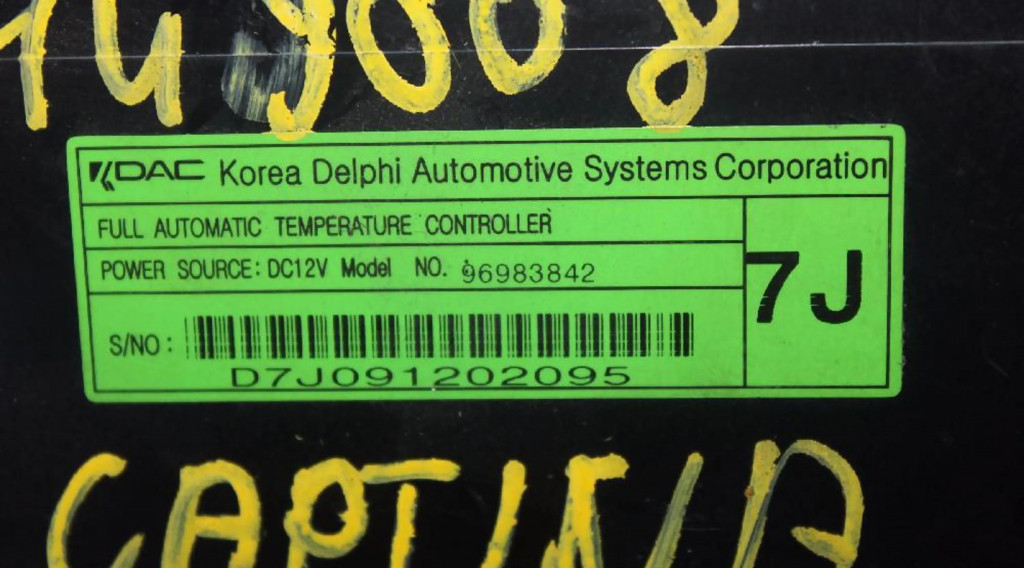 KDAC Korea Delphi Automotive Systems Corporation
FULL AUTOMATIC TEMPERATURE CONTROLLER
POWER SOURCE: DC12V Model NO. 96983842
7J
S/NO:
D7J091202095
CAPTIVA